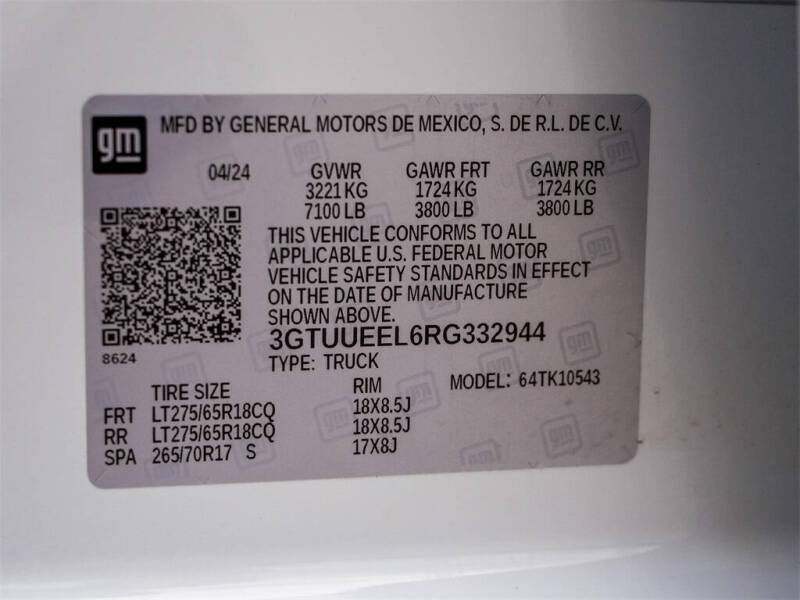 gm MFD BY GENERAL MOTORS DE MEXICO, S. DE R.L. DE C.V.
04/24 GVWR GAWR FRT GAWR RR
3221 KG 1724 KG 1724 KG
7100 LB 3800 LB 3800 LB
THIS VEHICLE CONFORMS TO ALL
APPLICABLE U.S. FEDERAL MOTOR
VEHICLE SAFETY STANDARDS IN EFFECT
ON THE DATE OF MANUFACTURE
SHOWN ABOVE.
3GTUUEEL6RG332944
8624
TYPE: TRUCK
TIRE SIZE RIM MODEL: 64TK10543
FRT LT275/65R18CQ 18X8.5J
RR LT275/65R18CQ 18X8.5J
SPA 265/70R17 S 17X8J